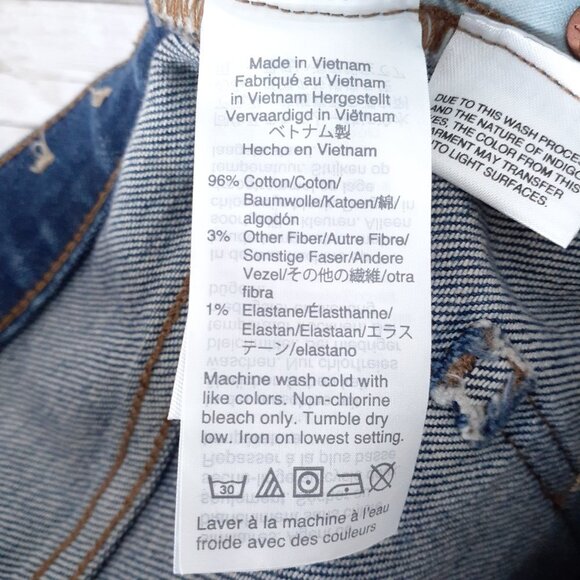 Made in Vietnam
Fabriqué au Vietnam
in Vietnam Hergestellt
Vervaardigd in Viëtnam
ベトナム製
Hecho en Vietnam
96% Cotton/Coton/
Baumwolle/Katoen/綿/
algodón
3% Other Fiber/Autre Fibre/
Sonstige Faser/Andere
Vezel/その他の繊維/otra
fibra
1% Elastane/Élasthanne/
Elastan/Elastaan/エラス
テーン/elastano
Machine wash cold with
like colors. Non-chlorine
bleach only. Tumble dry
low. Iron on lowest setting.
30
Laver à la machine à l'eau
froide avec des couleurs
DUE TO THIS WASH PROCE
AND THE NATURE OF INDIGO
ES, THE COLOR FROM THIS
ARMENT MAY TRANSFER
TO LIGHT SURFACES.